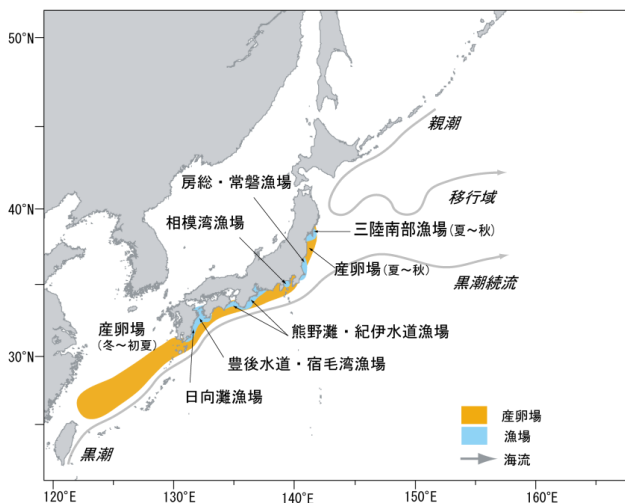 50°N
40°N
30°N
親潮
房総・常磐漁場
移行域
相模湾漁場
三陸南部漁場(夏～秋)
産卵場(夏～秋)
黒潮続流
産卵場
(冬～初夏)
熊野灘・紀伊水道漁場
豊後水道・宿毛湾漁場
日向灘漁場
黒潮
産卵場
漁場
海流
120°E
130°E
140°E
150°E
160°E